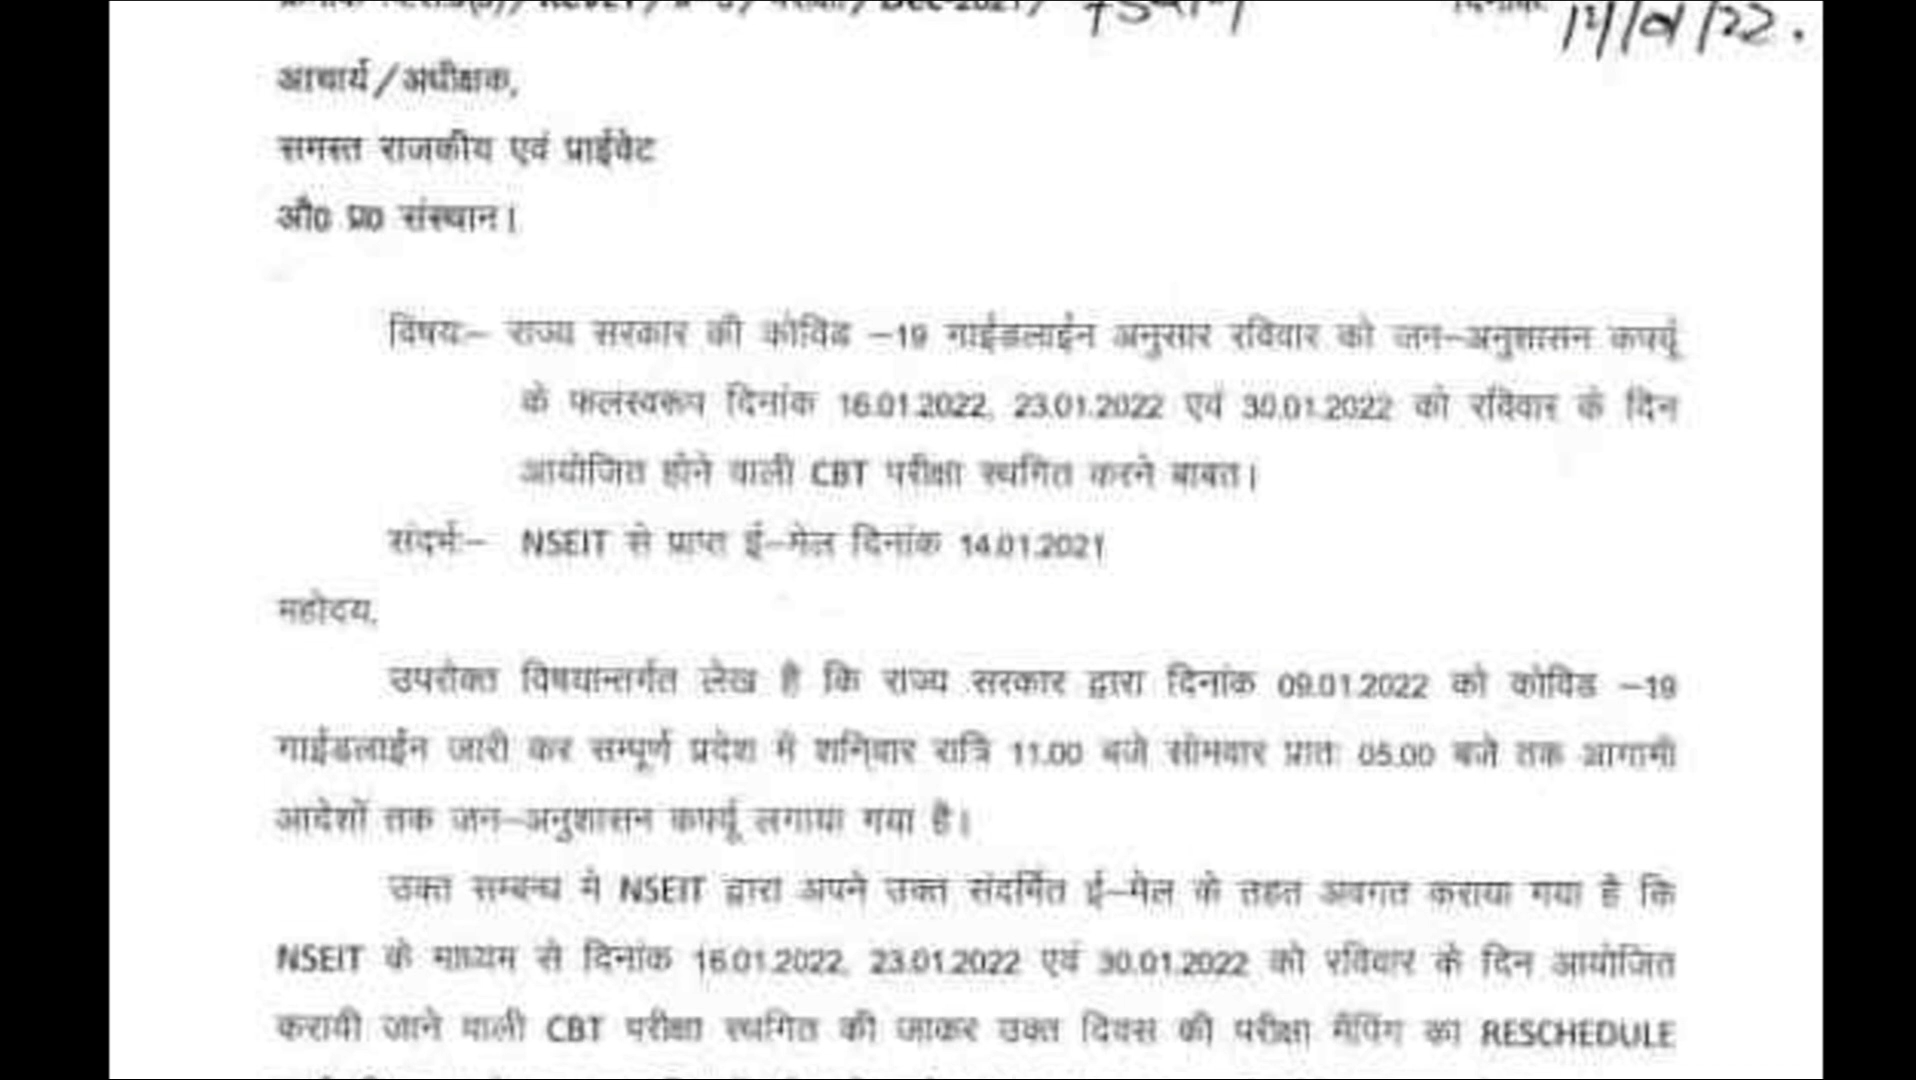 आचार्य/अधीक्षक,
समस्त राजकीय एवं प्राईवेट
औ0 प्र0 संस्थान।
विषय:– राज्य सरकार की कोविड –19 गाईडलाईन अनुसार रविवार को जन–अनुशासन कर्फ्यू
के फलस्वरूप दिनांक 16.01.2022, 23.01.2022 एवं 30.01.2022 को रविवार के दिन
आयोजित होने वाली CBT परीक्षा स्थगित करने बाबत।
संदर्भ:– NSEIT से प्राप्त ई–मेल दिनांक 14.01.2021
महोदय,
उपरोक्त विषयान्तर्गत लेख है कि राज्य सरकार द्वारा दिनांक 09.01.2022 को कोविड –19
गाईडलाईन जारी कर सम्पूर्ण प्रदेश में शनिवार रात्रि 11.00 बजे सोमवार प्रातः 05.00 बजे तक आगामी
आदेशों तक जन–अनुशासन कर्फ्यू लगाया गया है।
उक्त सम्बन्ध में NSEIT द्वारा अपने उक्त संदर्भित ई–मेल के तहत अवगत कराया गया है कि
NSEIT के माध्यम से दिनांक 16.01.2022, 23.01.2022 एवं 30.01.2022 को रविवार के दिन आयोजित
करायी जाने वाली CBT परीक्षा स्थगित की जाकर उक्त दिवस की परीक्षा मैपिंग का RESCHEDULE